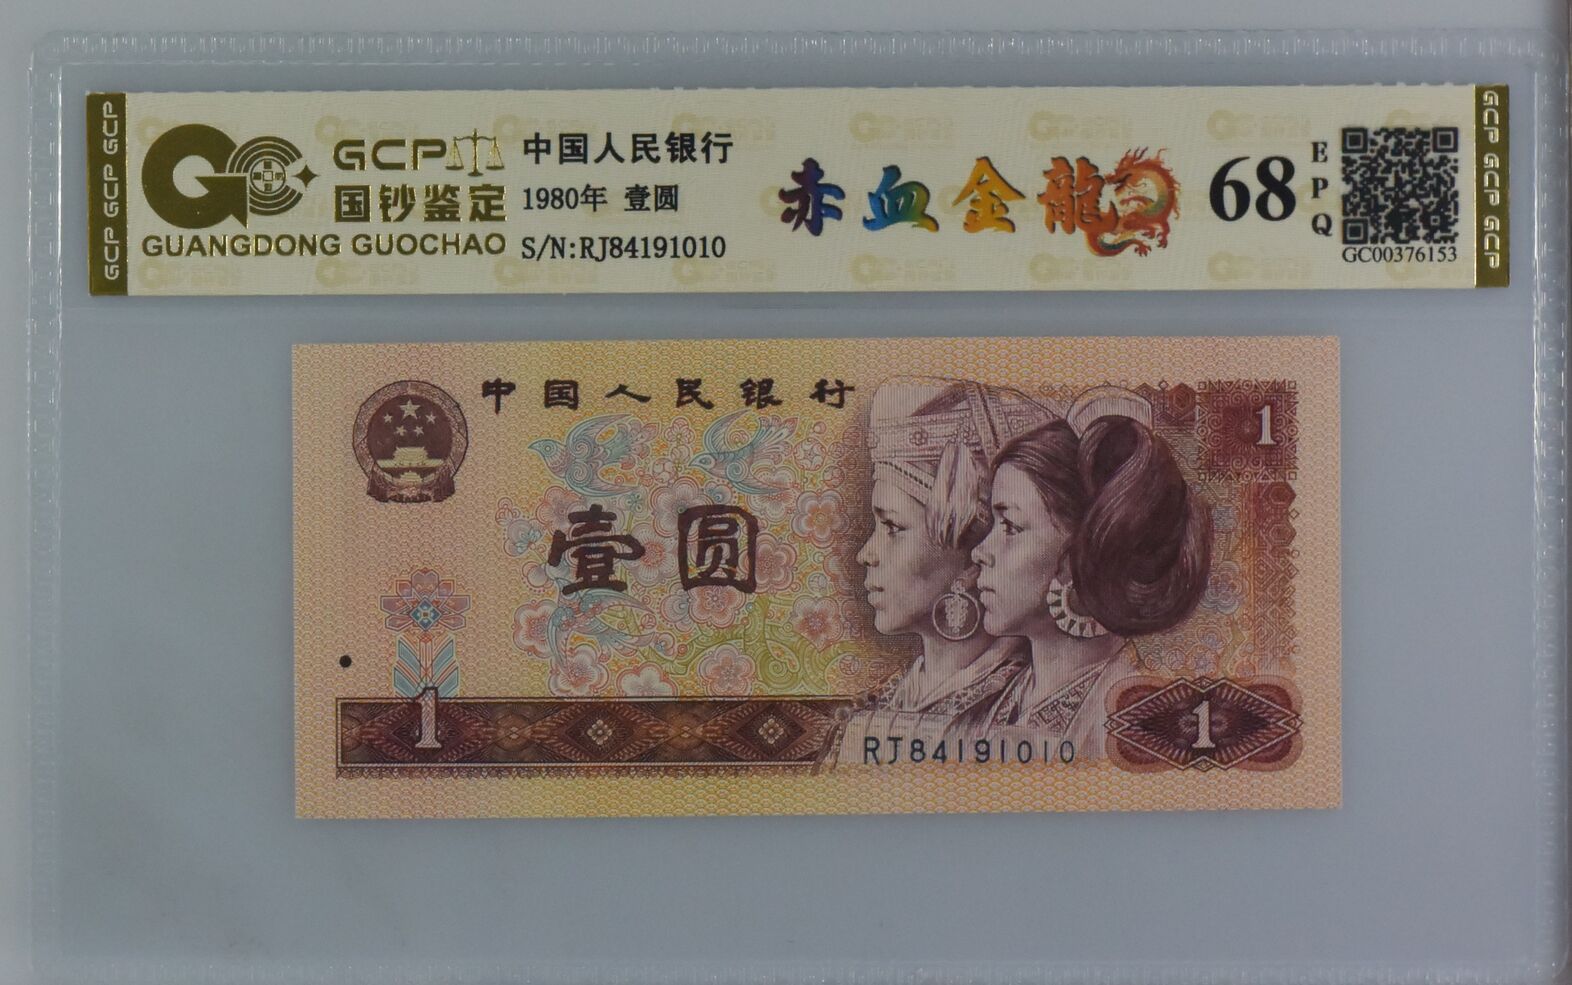 GCP GCP GCP
GCP
国钞鉴定
GUANGDONG GUOCHAO
中国人民银行
1980年 壹圆
S/N:RJ84191010
赤血金龍
68
EPQ
GC00376153
GCP GCP GCP
中国人民银行
1
壹圆
1
RJ84191010
1